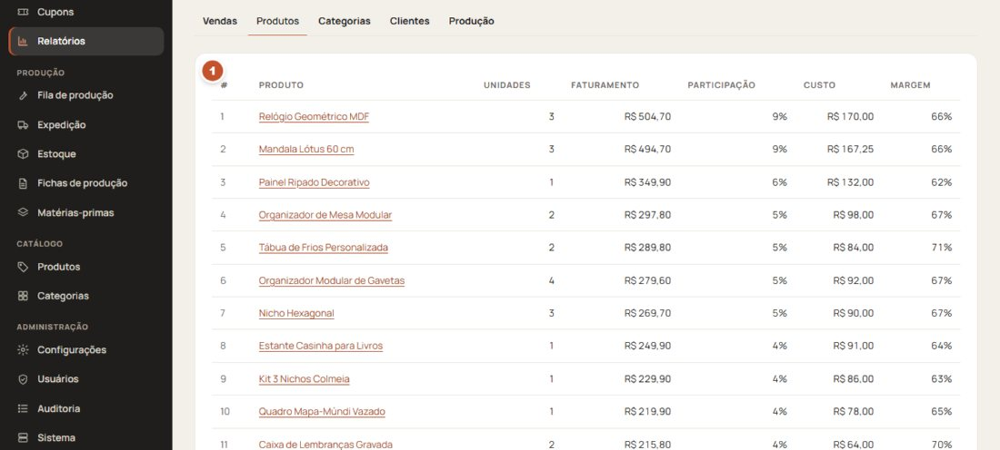 Cupons
Relatórios
PRODUÇÃO
Fila de produção
Expedição
Estoque
Fichas de produção
Matérias-primas
CATÁLOGO
Produtos
Categorias
ADMINISTRAÇÃO
Configurações
Usuários
Auditoria
Sistema
Vendas Produtos Categorias Clientes Produção
1
# PRODUTO UNIDADES FATURAMENTO PARTICIPAÇÃO CUSTO MARGEM
1 Relógio Geométrico MDF 3 R$ 504,70 9% R$ 170,00 66%
2 Mandala Lótus 60 cm 3 R$ 494,70 9% R$ 167,25 66%
3 Painel Ripado Decorativo 1 R$ 349,90 6% R$ 132,00 62%
4 Organizador de Mesa Modular 2 R$ 297,80 5% R$ 98,00 67%
5 Tábua de Frios Personalizada 2 R$ 289,80 5% R$ 84,00 71%
6 Organizador Modular de Gavetas 4 R$ 279,60 5% R$ 92,00 67%
7 Nicho Hexagonal 3 R$ 269,70 5% R$ 90,00 67%
8 Estante Casinha para Livros 1 R$ 249,90 4% R$ 91,00 64%
9 Kit 3 Nichos Colmeia 1 R$ 229,90 4% R$ 86,00 63%
10 Quadro Mapa-Múndi Vazado 1 R$ 219,90 4% R$ 78,00 65%
11 Caixa de Lembranças Gravada 2 R$ 215,80 4% R$ 64,00 70%